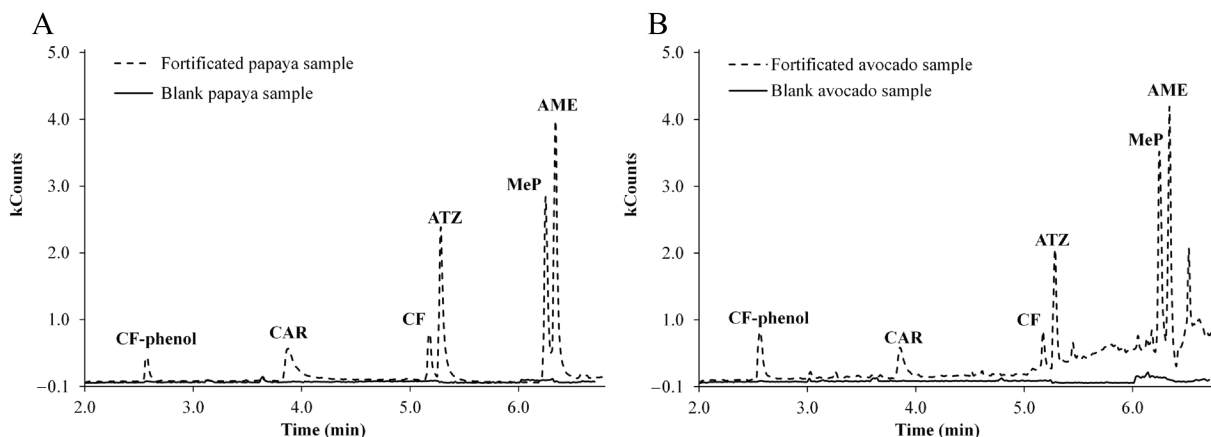 A
Fortificated papaya sample
Blank papaya sample
kCounts
5.0
4.0
3.0
2.0
1.0
–0.1
CF-phenol
CAR
CF
ATZ
MeP
AME
2.0 3.0 4.0 5.0 6.0
Time (min)
B
Fortificated avocado sample
Blank avocado sample
kCounts
5.0
4.0
3.0
2.0
1.0
–0.1
CF-phenol
CAR
CF
ATZ
MeP
AME
2.0 3.0 4.0 5.0 6.0
Time (min)